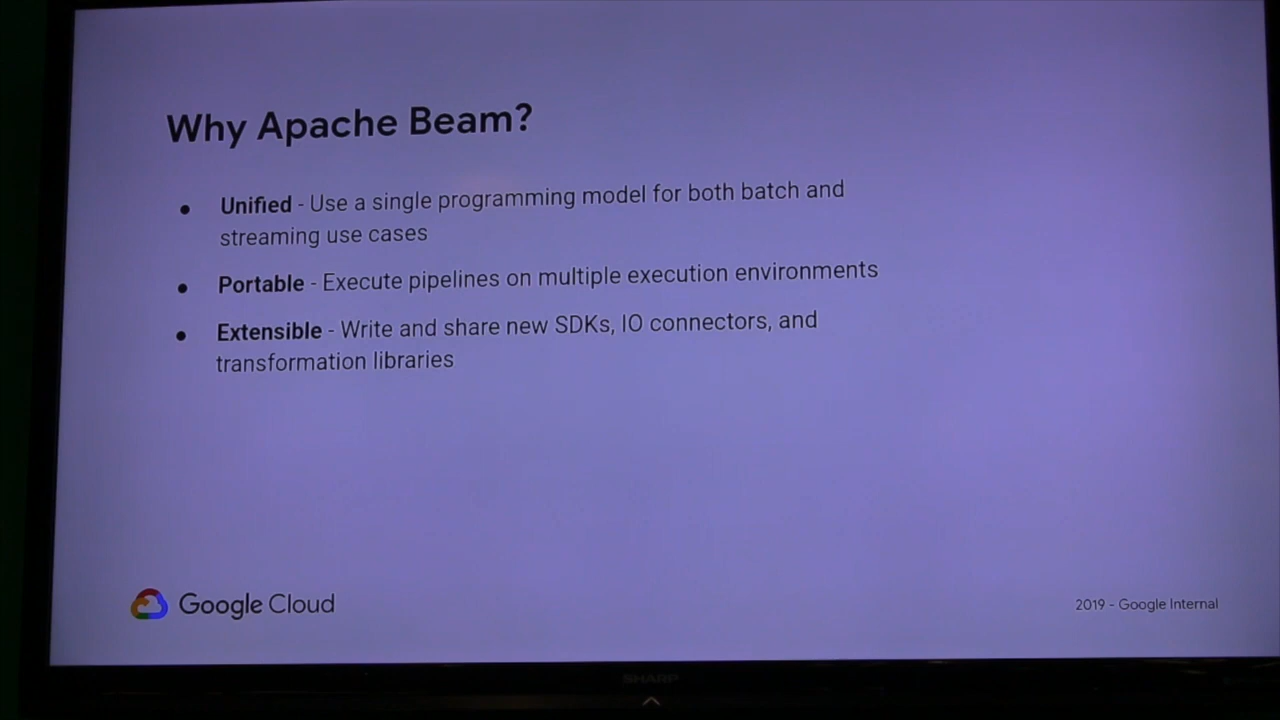 Why Apache Beam?
● Unified - Use a single programming model for both batch and
streaming use cases
● Portable - Execute pipelines on multiple execution environments
● Extensible - Write and share new SDKs, IO connectors, and
transformation libraries
Google Cloud
2019 - Google Internal
SHARP